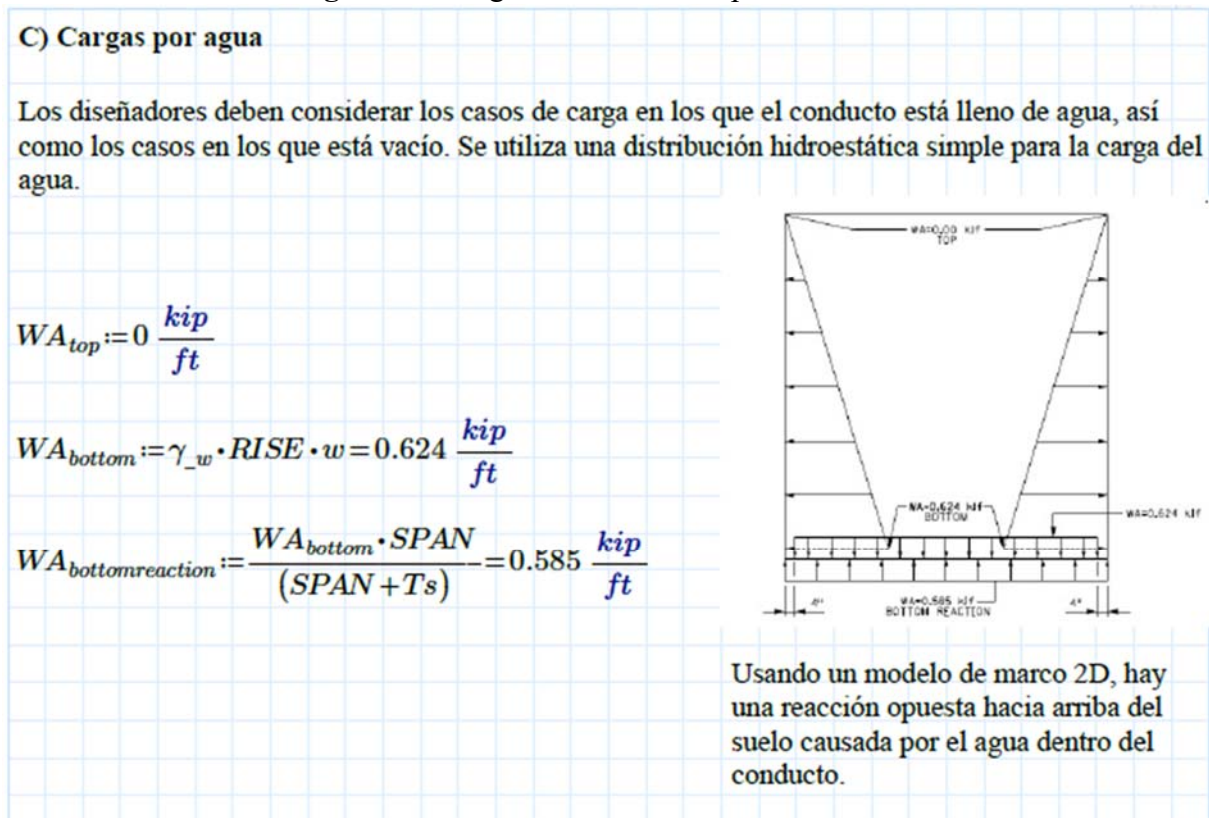 C) Cargas por agua
Los diseñadores deben considerar los casos de carga en los que el conducto está lleno de agua, así
como los casos en los que está vacío. Se utiliza una distribución hidroestática simple para la carga del
agua.
WA=0.00 klf
TOP
WA_top:=0 kip/ft
WA_bottom:=γ_w·RISE·w=0.624 kip/ft
WA=0.624 klf
BOTTOM
WA=0.624 klf
WA_bottomreaction:=WA_bottom·SPAN/(SPAN+Ts)=0.585 kip/ft
4"
WA=0.585 klf
BOTTOM REACTION
4"
Usando un modelo de marco 2D, hay
una reacción opuesta hacia arriba del
suelo causada por el agua dentro del
conducto.